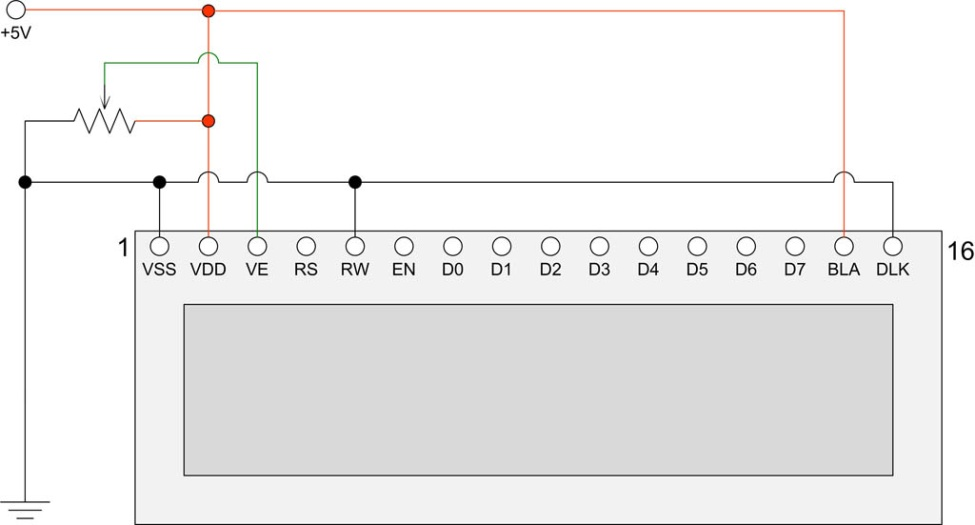 +5V
1
16
VSS VDD VE RS RW EN D0 D1 D2 D3 D4 D5 D6 D7 BLA DLK